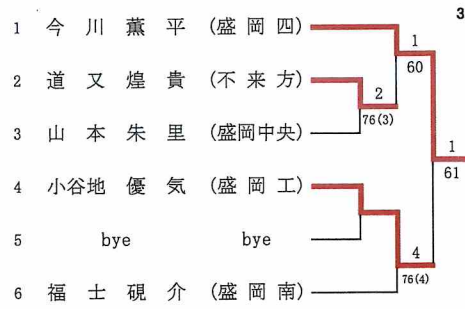 3
1 今川 薫平 (盛岡四)
1
60
2 道又 煌貴 (不来方)
2
76(3)
3 山本 朱里 (盛岡中央)
1
61
4 小谷地 優気 (盛岡工)
5 bye bye
4
76(4)
6 福士 硯介 (盛岡南)